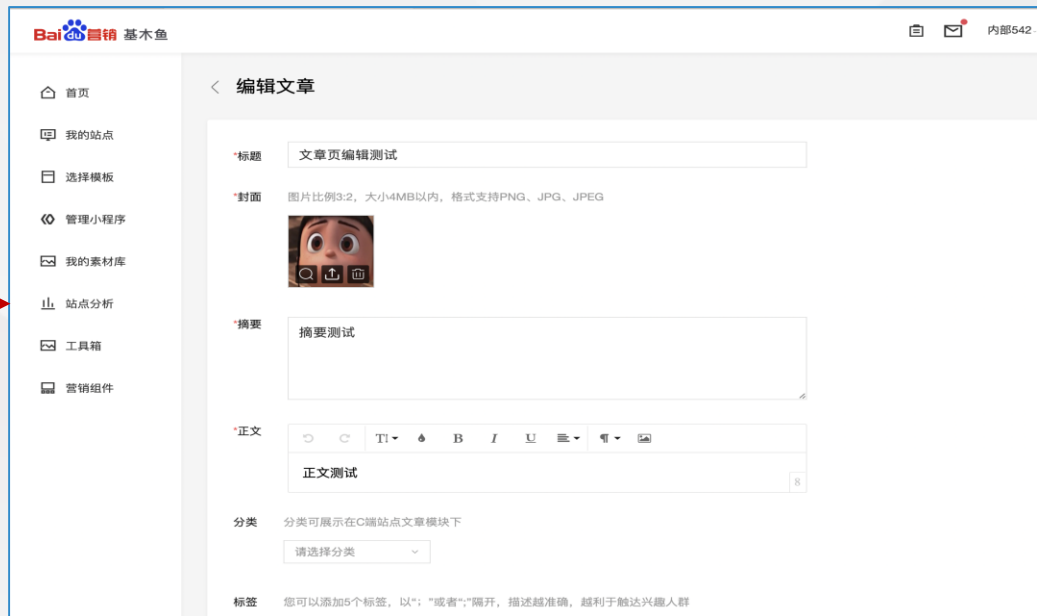 Bai du 营销 基木鱼
内部542
首页
我的站点
选择模板
管理小程序
我的素材库
站点分析
工具箱
营销组件
编辑文章
*标题
文章页编辑测试
*封面
图片比例3:2，大小4MB以内，格式支持PNG、JPG、JPEG
*摘要
摘要测试
*正文
TI B I U ¶
正文测试
8
分类
分类可展示在C端站点文章模块下
请选择分类
标签
您可以添加5个标签，以“；”或者“;”隔开，描述越准确，越利于触达兴趣人群